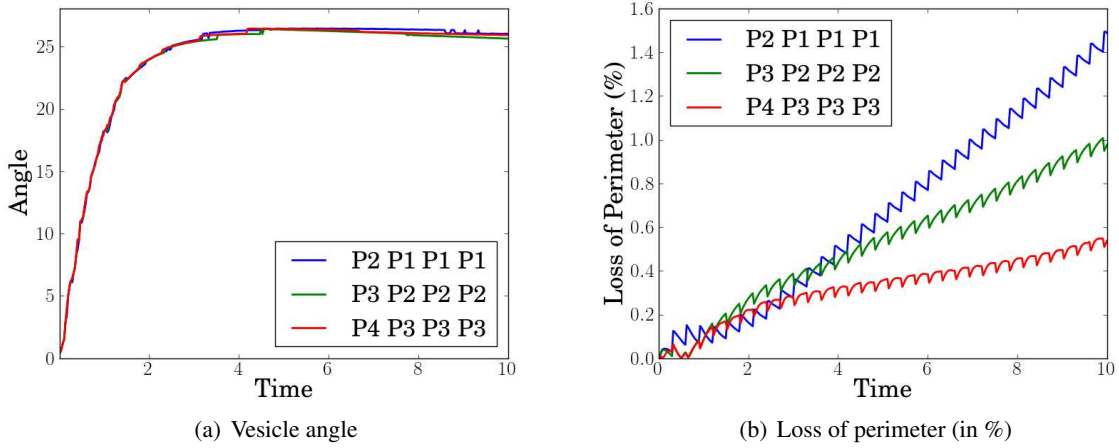 25
20
15
10
5
0
2
4
6
8
10
Angle
Time
P2 P1 P1 P1
P3 P2 P2 P2
P4 P3 P3 P3
(a) Vesicle angle
1.6
1.4
1.2
1.0
0.8
0.6
0.4
0.2
0.0
0
2
4
6
8
10
Loss of Perimeter (%)
Time
P2 P1 P1 P1
P3 P2 P2 P2
P4 P3 P3 P3
(b) Loss of perimeter (in %)